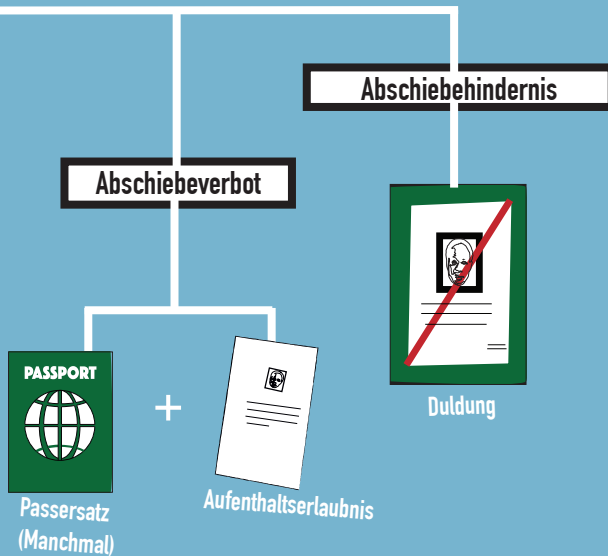 Abschiebehindernis
Abschiebeverbot
PASSPORT
+
Duldung
Passersatz
(Manchmal)
Aufenthaltserlaubnis